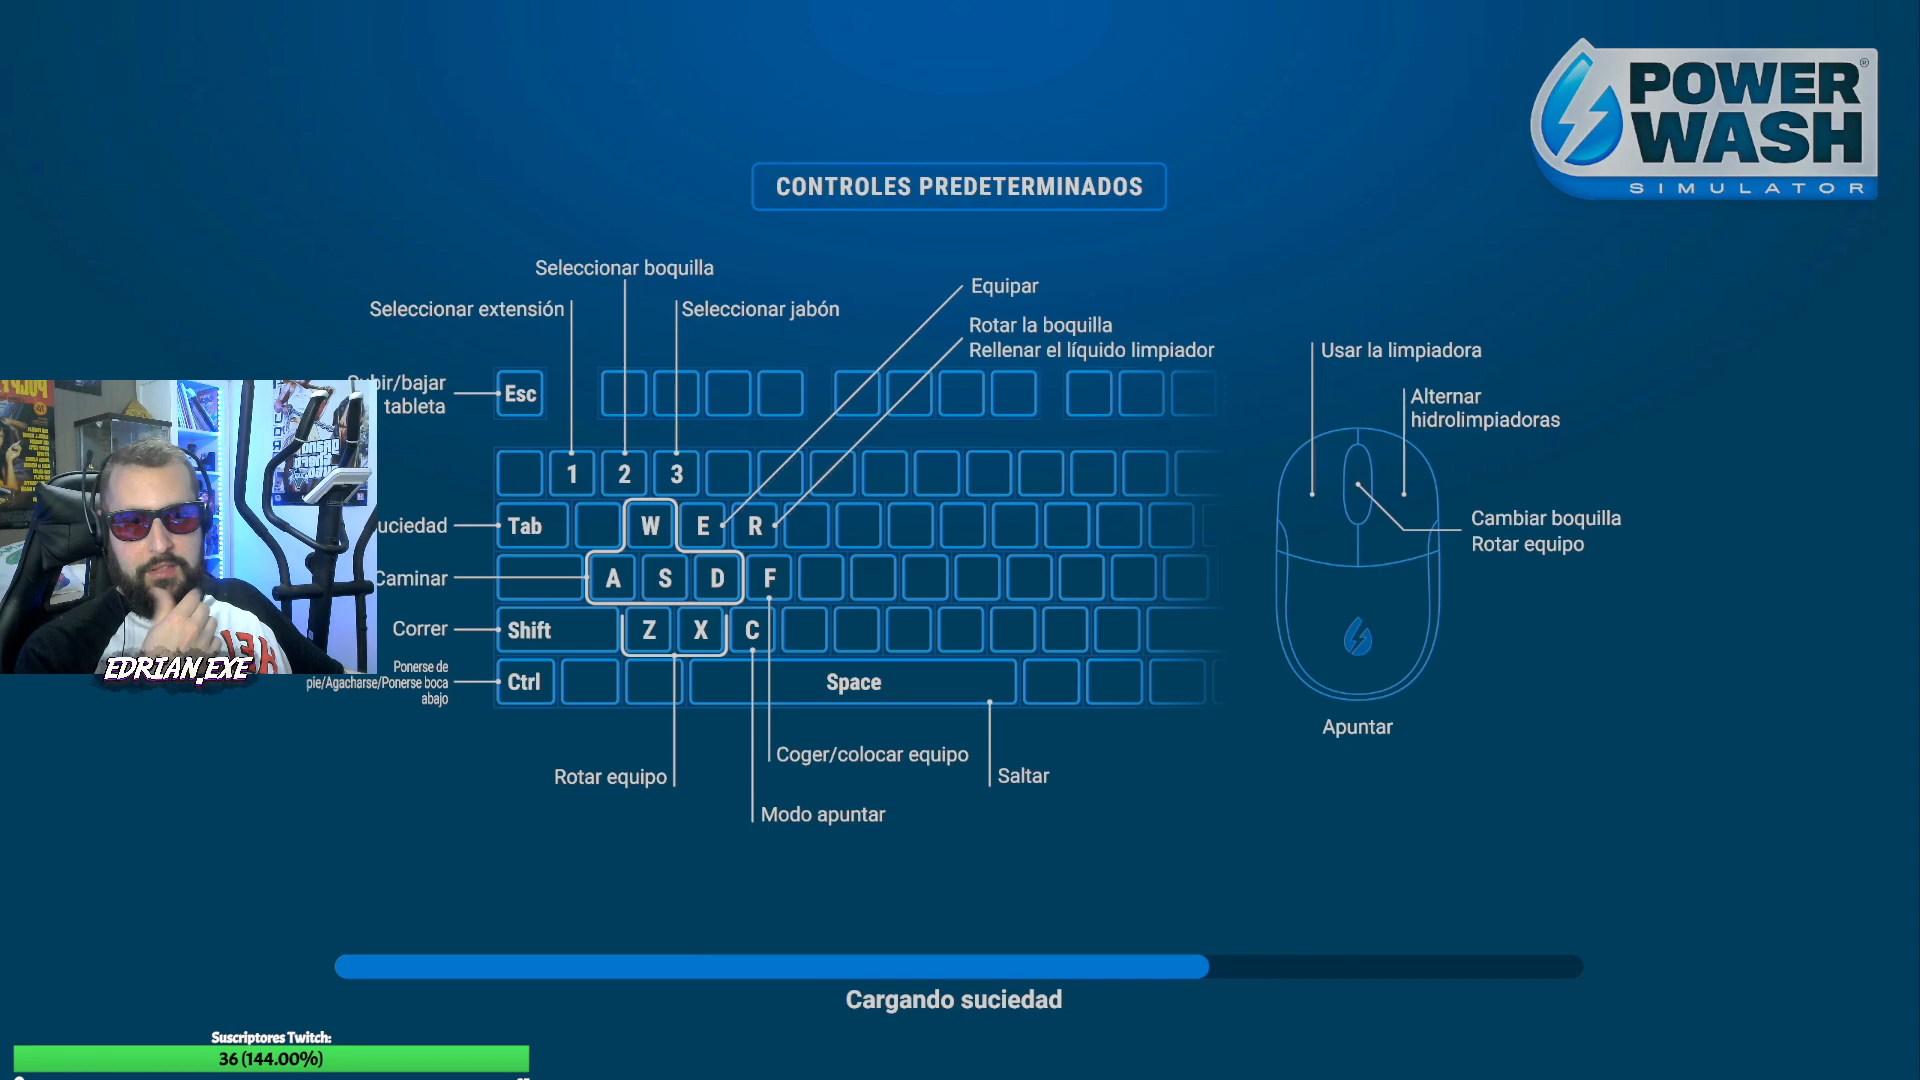 POWER
WASH
SIMULATOR
®
CONTROLES PREDETERMINADOS
Seleccionar boquilla
Seleccionar extensión
Seleccionar jabón
Equipar
Rotar la boquilla
Rellenar el líquido limpiador
Usar la limpiadora
Alternar
hidrolimpiadoras
Cambiar boquilla
Rotar equipo
Apuntar
Subir/bajar
tableta
Esc
1
2
3
uciedad
Tab
W
E
R
Caminar
A
S
D
F
Correr
Shift
Z
X
C
Ponerse de
pie/Agacharse/Ponerse boca
abajo
Ctrl
Space
Coger/colocar equipo
Rotar equipo
Saltar
Modo apuntar
EDRIAN.EXE
Cargando suciedad
Suscriptores Twitch:
36 (144.00%)